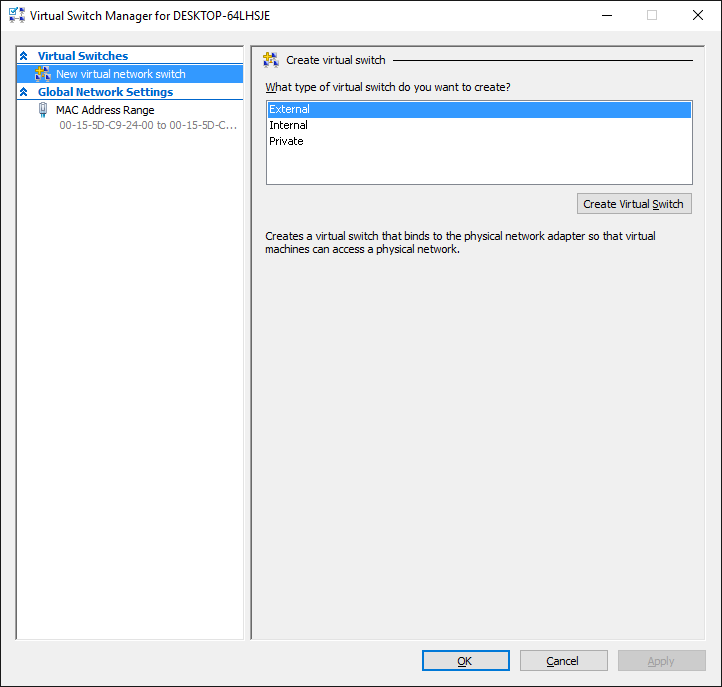 Virtual Switch Manager for DESKTOP-64LHSJE
Virtual Switches
New virtual network switch
Global Network Settings
MAC Address Range
00-15-5D-C9-24-00 to 00-15-5D-C...
Create virtual switch
What type of virtual switch do you want to create?
External
Internal
Private
Create Virtual Switch
Creates a virtual switch that binds to the physical network adapter so that virtual
machines can access a physical network.
OK
Cancel
Apply